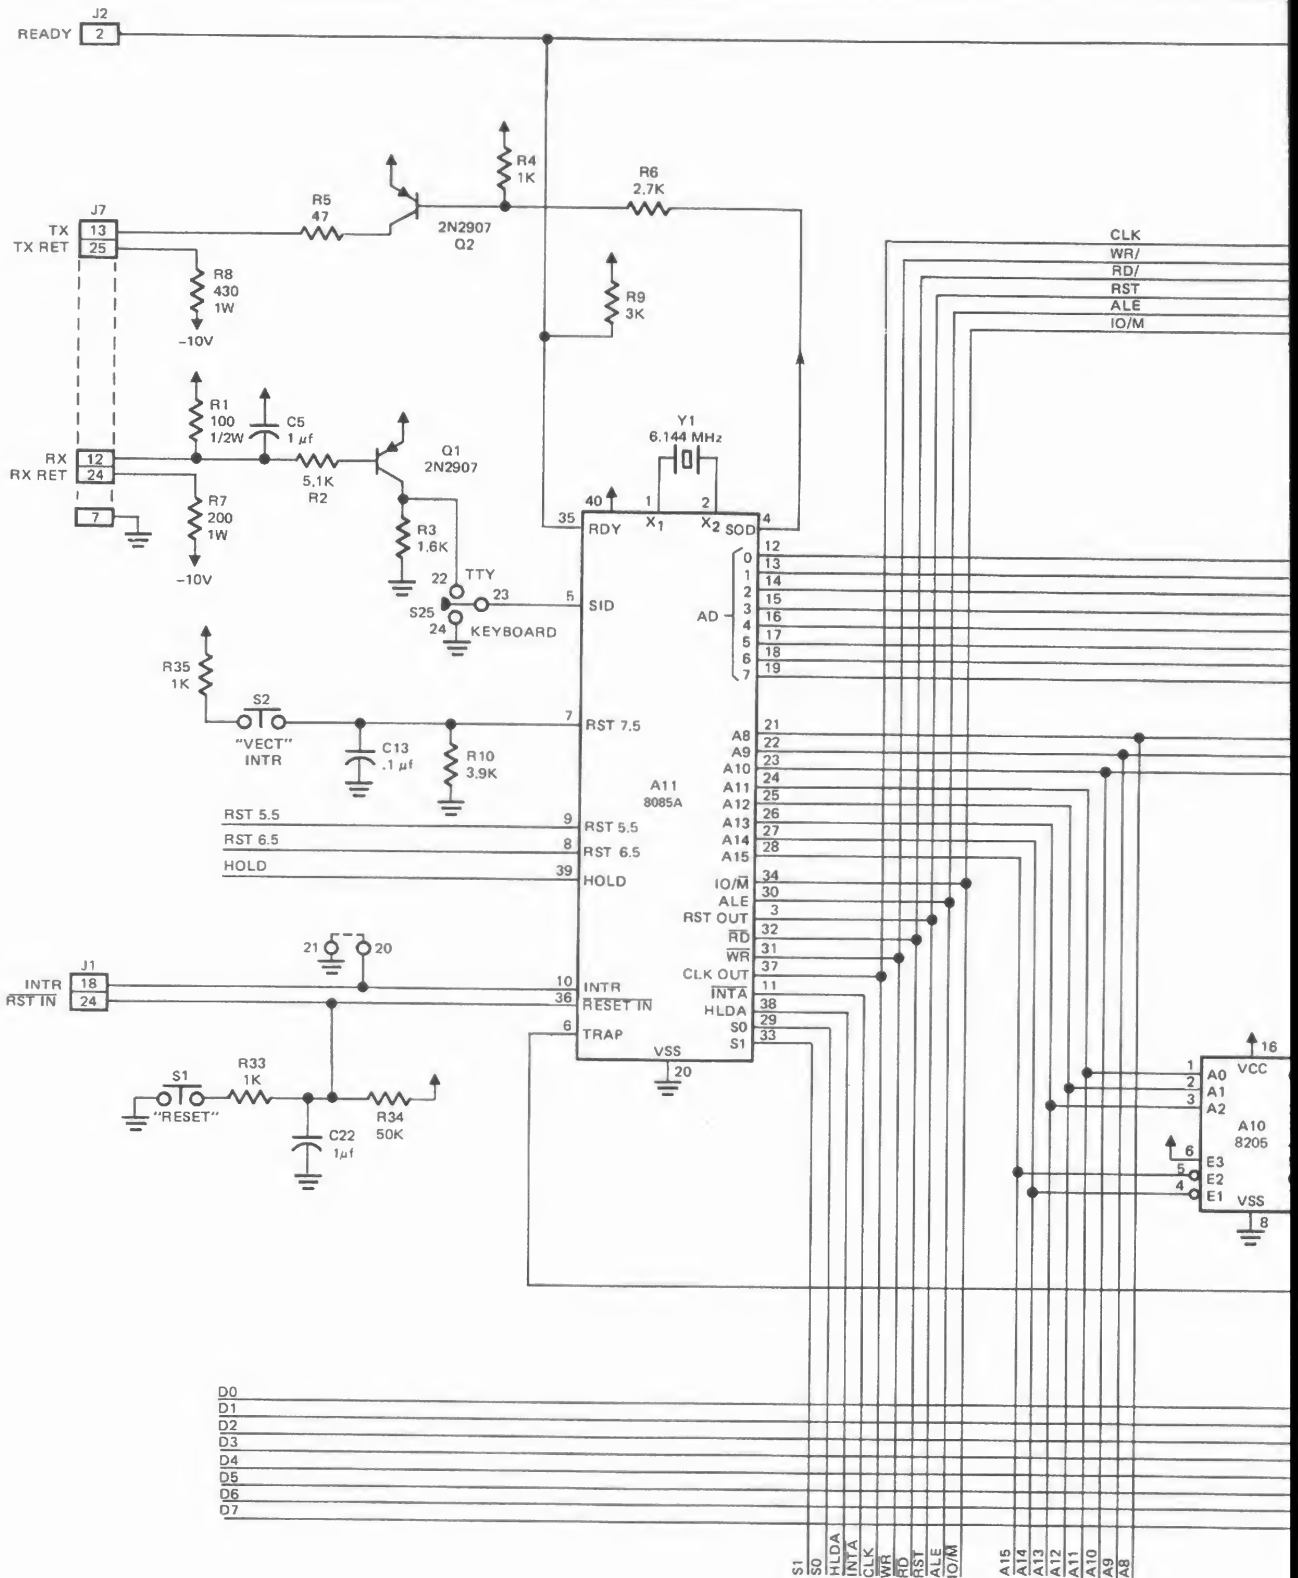 J2
READY 2
R4
1K
R6
2.7K
R5
47
J7
TX 13
TX RET 25
2N2907
Q2
CLK
WR/
RD/
RST
ALE
IO/M
R8
430
1W
-10V
R9
3K
R1
100
1/2W
C5
1 µf
Y1
6.144 MHz
Q1
2N2907
RX 12
RX RET 24
5.1K
R2
R7
200
1W
-10V
7
R3
1.6K
40
1
2
X1
X2
35
RDY
SOD
4
12
0
13
1
14
2
15
3
16
AD
4
17
5
18
6
19
7
22
TTY
23
S25
24
KEYBOARD
5
SID
R35
1K
S2
"VECT"
INTR
C13
.1 µf
R10
3.9K
7
RST 7.5
21
A8
22
A9
23
A10
24
A11
25
A12
26
A13
27
A14
28
A15
A11
8085A
RST 5.5
9
RST 5.5
RST 6.5
8
RST 6.5
HOLD
39
HOLD
34
IO/M̅
30
ALE
3
RST OUT
32
R̅D̅
31
W̅R̅
37
CLK OUT
11
I̅N̅T̅A̅
38
HLDA
29
S0
33
S1
21
20
J1
INTR 18
R̅S̅T̅ I̅N̅ 24
10
INTR
36
R̅E̅S̅E̅T̅ I̅N̅
6
TRAP
VSS
20
S1
"RESET"
R33
1K
C22
1µf
R34
50K
16
VCC
1
A0
2
A1
3
A2
A10
8205
6
E3
5
E2
4
E1
VSS
8
D0
D1
D2
D3
D4
D5
D6
D7
S1
S0
HLDA
I̅N̅T̅A̅
CLK
W̅R̅
R̅D̅
RST
ALE
IO/M̅
A15
A14
A13
A12
A11
A10
A9
A8